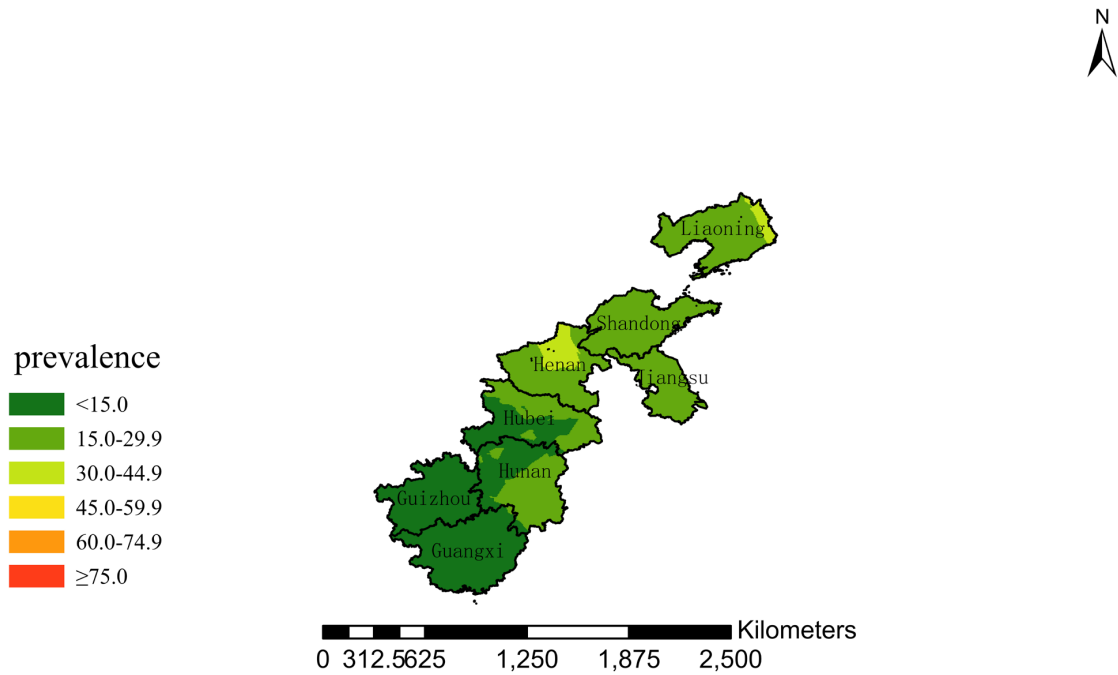 N
Liaoning
Shandong
Henan
Jiangsu
Hubei
Hunan
Guizhou
Guangxi
prevalence
<15.0
15.0-29.9
30.0-44.9
45.0-59.9
60.0-74.9
≥75.0
Kilometers
0 312.5625 1,250 1,875 2,500